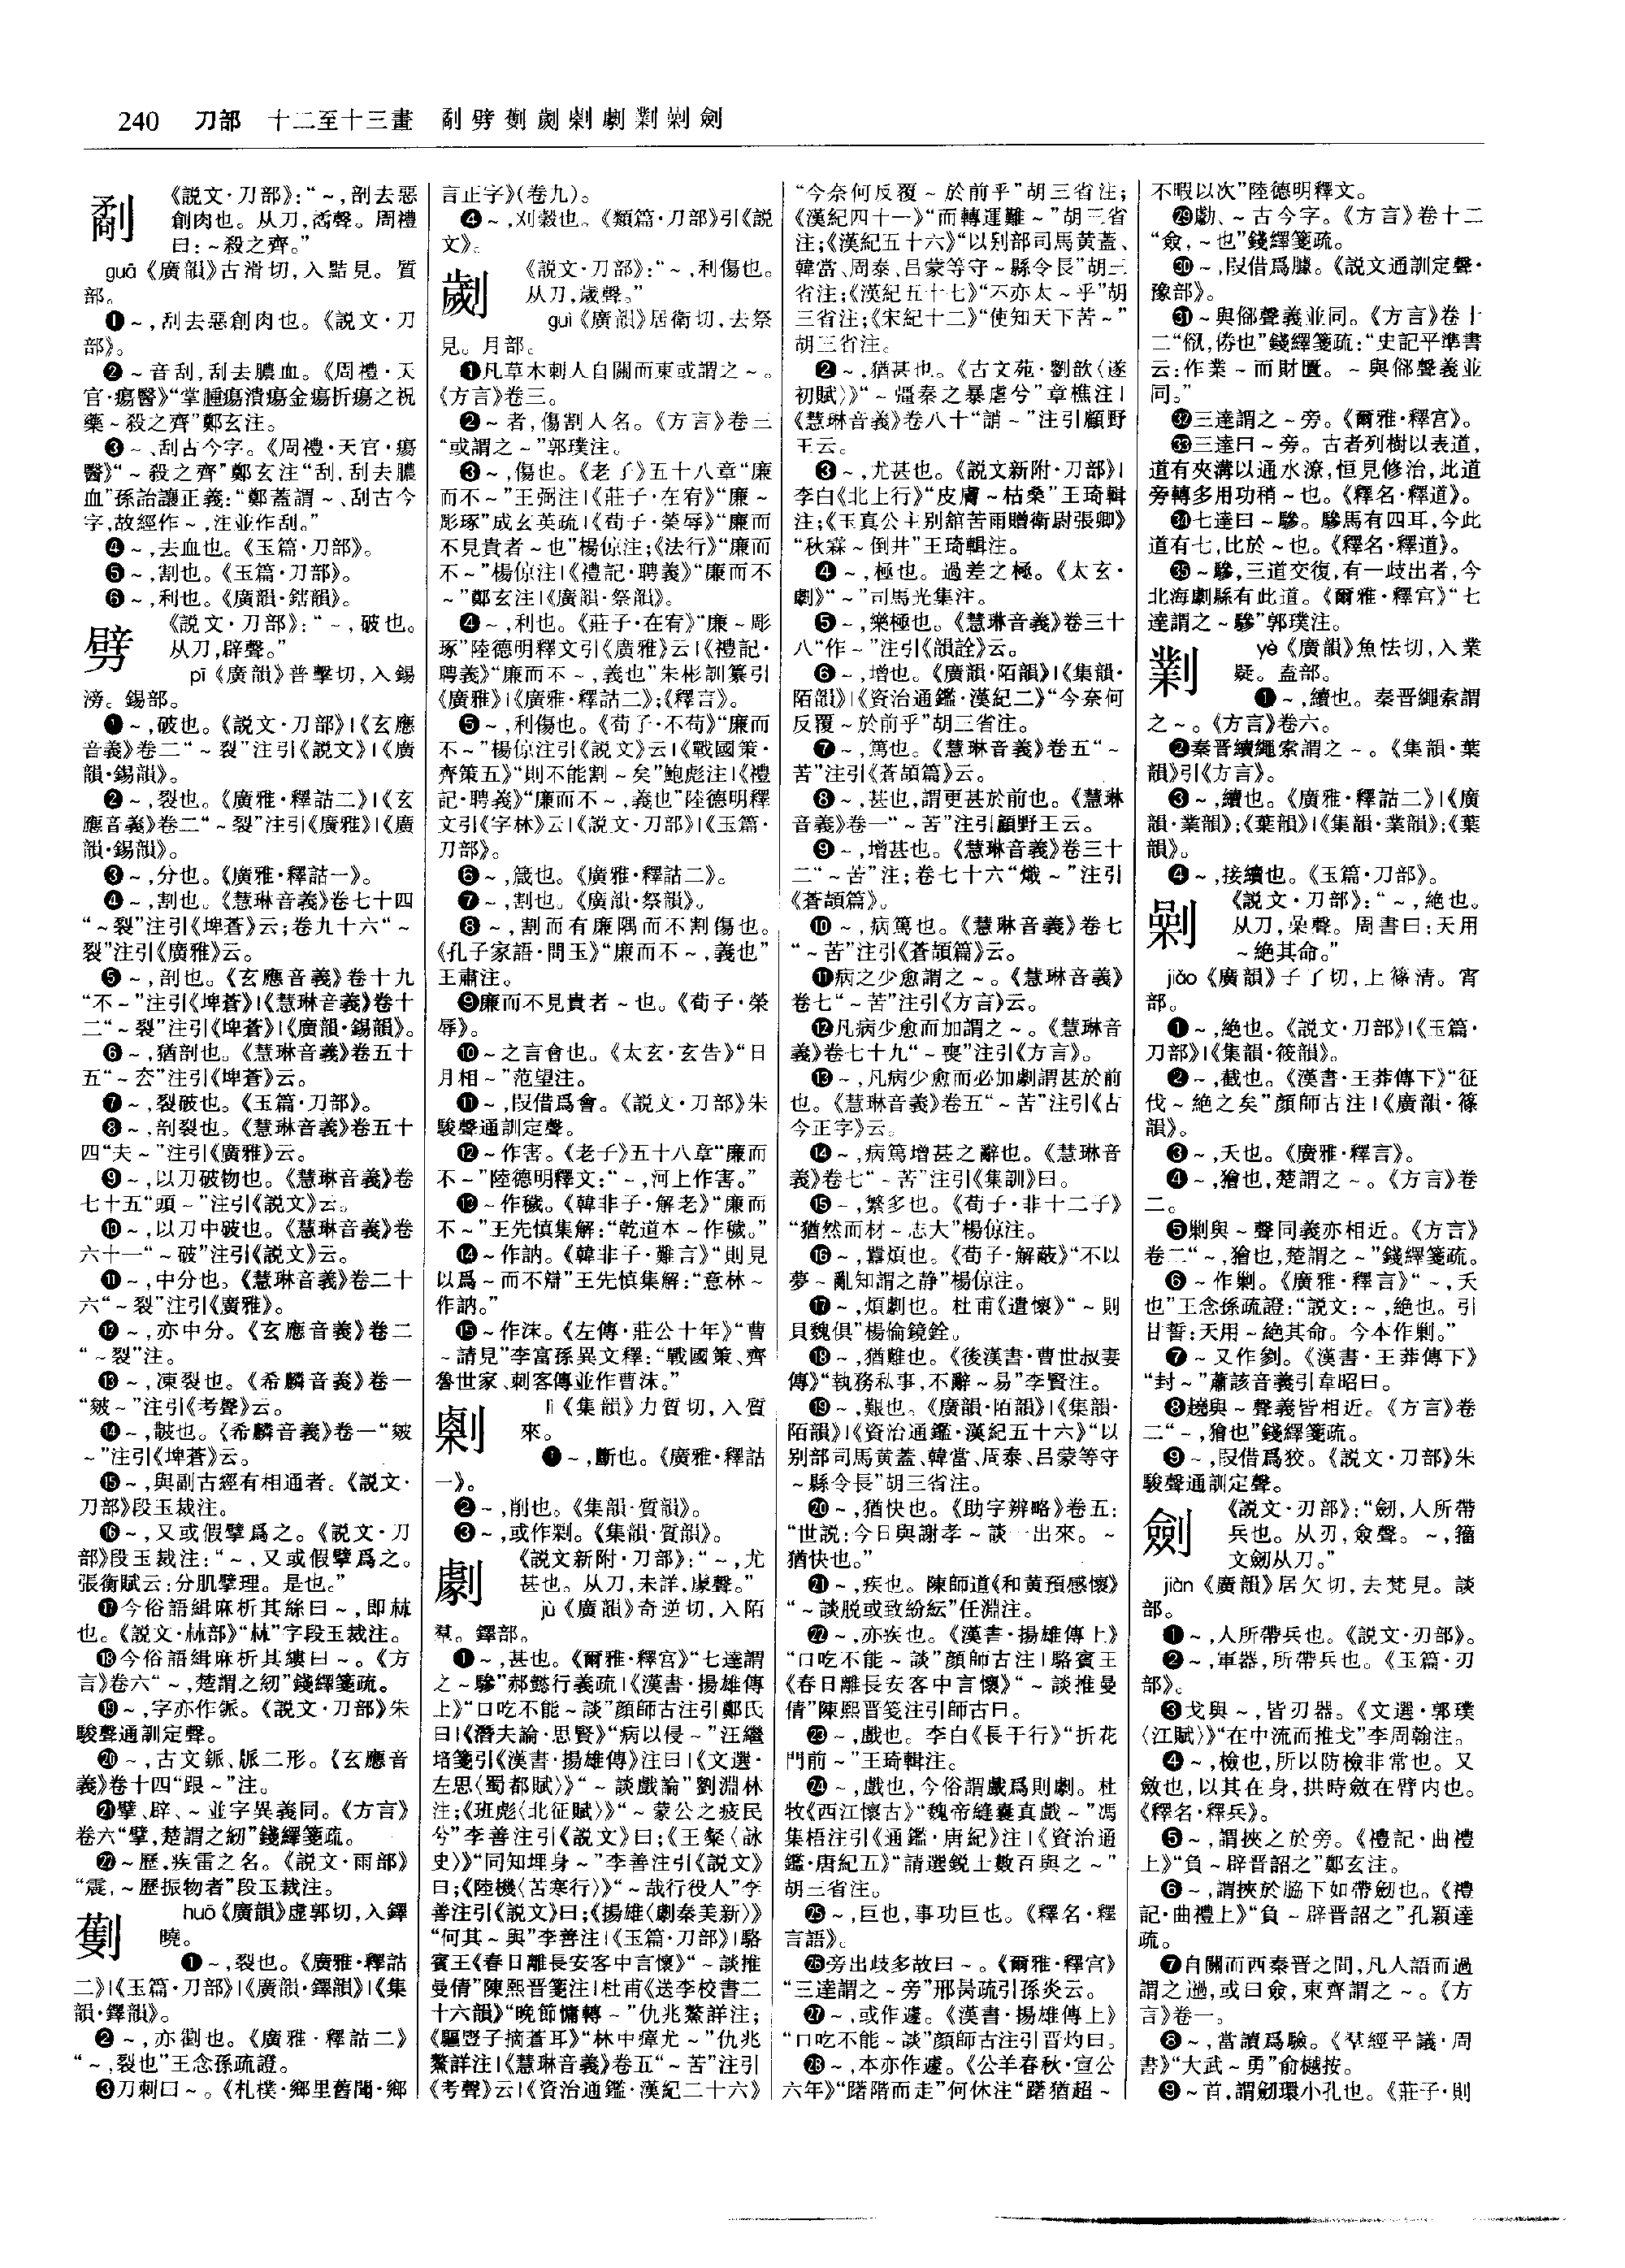 240 刀部 十二至十三畫 劀劈劐劌㓼劇㔉劋劍
劀
《説文·刀部》：“～，剖去惡
創肉也。从刀，矞聲。周禮
曰：～殺之齊。”
guā《廣韻》古滑切，入黠見。質
部。
❶～，刮去惡創肉也。《説文·刀
部》。
❷～音刮，刮去膿血。《周禮·天
官·瘍醫》“掌腫瘍潰瘍金瘍折瘍之祝
藥～殺之齊”鄭玄注。
❸～、刮古今字。《周禮·天官·瘍
醫》“～殺之齊”鄭玄注“刮，刮去膿
血”孫詒讓正義：“鄭蓋謂～、刮古今
字，故經作～，注並作刮。”
❹～，去血也。《玉篇·刀部》。
❺～，割也。《玉篇·刀部》。
❻～，利也。《廣韻·鎋韻》。
劈
《説文·刀部》：“～，破也。
从刀，辟聲。”
pī《廣韻》普擊切，入錫
滂。錫部。
❶～，破也。《説文·刀部》|《玄應
音義》卷二“～裂”注引《説文》|《廣
韻·錫韻》。
❷～，裂也。《廣雅·釋詁二》|《玄
應音義》卷二“～裂”注引《廣雅》|《廣
韻·錫韻》。
❸～，分也。《廣雅·釋詁一》。
❹～，割也。《慧琳音義》卷七十四
“～裂”注引《埤蒼》云；卷九十六“～
裂”注引《廣雅》云。
❺～，剖也。《玄應音義》卷十九
“不～”注引《埤蒼》|《慧琳音義》卷十
二“～裂”注引《埤蒼》|《廣韻·錫韻》。
❻～，猶剖也。《慧琳音義》卷五十
五“～厺”注引《埤蒼》云。
❼～，裂破也。《玉篇·刀部》。
❽～，剖裂也。《慧琳音義》卷五十
四“夫～”注引《廣雅》云。
❾～，以刀破物也。《慧琳音義》卷
七十五“頭～”注引《説文》云。
❿～，以刀中破也。《慧琳音義》卷
六十一“～破”注引《説文》云。
⓫～，中分也。《慧琳音義》卷二十
六“～裂”注引《廣雅》。
⓬～，亦中分。《玄應音義》卷二
“～裂”注。
⓭～，凍裂也。《希麟音義》卷一
“皴～”注引《考聲》云。
⓮～，皵也。《希麟音義》卷一“皴
～”注引《埤蒼》云。
⓯～，與副古經有相通者。《説文·
刀部》段玉裁注。
⓰～，又或假擘爲之。《説文·刀
部》段玉裁注：“～，又或假擘爲之。
張衡賦云：分肌擘理。是也。”
⓱今俗語緝麻析其絲曰～，即𣏟
也。《説文·𣏟部》“𣏟”字段玉裁注。
⓲今俗語緝麻析其縷曰～。《方
言》卷六“～，楚謂之紉”錢繹箋疏。
⓳～，字亦作𠂢。《説文·刀部》朱
駿聲通訓定聲。
⓴～，古文鈲、脈二形。《玄應音
義》卷十四“跟～”注。
㉑擘、辟、～並字異義同。《方言》
卷六“擘，楚謂之紉”錢繹箋疏。
㉒～歷，疾雷之名。《説文·雨部》
“震，～歷振物者”段玉裁注。
劐
huō《廣韻》虛郭切，入鐸
曉。
❶～，裂也。《廣雅·釋詁
二》|《玉篇·刀部》|《廣韻·鐸韻》|《集
韻·鐸韻》。
❷～，亦劃也。《廣雅·釋詁二》
“～，裂也”王念孫疏證。
❸刀刺曰～。《札樸·鄉里舊聞·鄉
言正字》(卷九)。
❹～，刈穀也。《類篇·刀部》引《説
文》。
劌
《説文·刀部》：“～，利傷也。
从刀，歲聲。”
guì《廣韻》居衛切，去祭
見。月部。
❶凡草木刺人自關而東或謂之～。
《方言》卷三。
❷～者，傷割人名。《方言》卷三
“或謂之～”郭璞注。
❸～，傷也。《老子》五十八章“廉
而不～”王弼注|《莊子·在宥》“廉～
彫琢”成玄英疏|《荀子·榮辱》“廉而
不見貴者～也”楊倞注；《法行》“廉而
不～”楊倞注|《禮記·聘義》“廉而不
～”鄭玄注|《廣韻·祭韻》。
❹～，利也。《莊子·在宥》“廉～彫
琢”陸德明釋文引《廣雅》云|《禮記·
聘義》“廉而不～，義也”朱彬訓纂引
《廣雅》|《廣雅·釋詁二》；《釋言》。
❺～，利傷也。《荀子·不苟》“廉而
不～”楊倞注引《説文》云|《戰國策·
齊策五》“則不能割～矣”鮑彪注|《禮
記·聘義》“廉而不～，義也”陸德明釋
文引《字林》云|《説文·刀部》|《玉篇·
刀部》。
❻～，箴也。《廣雅·釋詁二》。
❼～，割也。《廣韻·祭韻》。
❽～，割而有廉隅而不割傷也。
《孔子家語·問玉》“廉而不～，義也”
王肅注。
❾廉而不見貴者～也。《荀子·榮
辱》。
❿～之言會也。《太玄·玄告》“日
月相～”范望注。
⓫～，叚借爲會。《説文·刀部》朱
駿聲通訓定聲。
⓬～作害。《老子》五十八章“廉而
不～”陸德明釋文：“～，河上作害。”
⓭～作穢。《韓非子·解老》“廉而
不～”王先慎集解：“乾道本～作穢。”
⓮～作訥。《韓非子·難言》“則見
以爲～而不辯”王先慎集解：“意林～
作訥。”
⓯～作沫。《左傳·莊公十年》“曹
～請見”李富孫異文釋：“戰國策、齊
魯世家、刺客傳並作曹沫。”
㓼
lì《集韻》力質切，入質
來。
❶～，斷也。《廣雅·釋詁
一》。
❷～，削也。《集韻·質韻》。
❸～，或作㓨。《集韻·質韻》。
劇
《説文新附·刀部》：“～，尤
甚也。从刀，未詳，豦聲。”
jù《廣韻》奇逆切，入陌
羣。鐸部。
❶～，甚也。《爾雅·釋宮》“七達謂
之～驂”郝懿行義疏|《漢書·揚雄傳
上》“口吃不能～談”顔師古注引鄭氏
曰|《潛夫論·思賢》“病以侵～”汪繼
培箋引《漢書·揚雄傳》注曰|《文選·
左思〈蜀都賦〉》“～談戲論”劉淵林
注；《班彪〈北征賦〉》“～蒙公之疲民
兮”李善注引《説文》曰；《王粲〈詠
史〉》“同知埋身～”李善注引《説文》
曰；《陸機〈苦寒行〉》“～哉行役人”李
善注引《説文》曰；《揚雄〈劇秦美新〉》
“何其～與”李善注|《玉篇·刀部》|駱
賓王《春日離長安客中言懷》“～談推
曼倩”陳熙晉箋注|杜甫《送李校書二
十六韻》“晚節慵轉～”仇兆鰲詳注；
《驅豎子摘蒼耳》“林中瘴尤～”仇兆
鰲詳注|《慧琳音義》卷五“～苦”注引
《考聲》云|《資治通鑑·漢紀二十六》
“今奈何反覆～於前乎”胡三省注；
《漢紀四十一》“而轉運難～”胡三省
注；《漢紀五十六》“以别部司馬黄蓋、
韓當、周泰、吕蒙等守～縣令長”胡三
省注；《漢紀五十七》“不亦太～乎”胡
三省注；《宋紀十二》“使知天下苦～”
胡三省注。
❷～，猶甚也。《古文苑·劉歆〈遂
初賦〉》“～彊秦之暴虐兮”章樵注|
《慧琳音義》卷八十“誚～”注引顧野
王云。
❸～，尤甚也。《説文新附·刀部》|
李白《北上行》“皮膚～枯桑”王琦輯
注；《玉真公主别舘苦雨贈衛尉張卿》
“秋霖～倒井”王琦輯注。
❹～，極也。過差之極。《太玄·
劇》“～”司馬光集注。
❺～，樂極也。《慧琳音義》卷三十
八“作～”注引《韻詮》云。
❻～，增也。《廣韻·陌韻》|《集韻·
陌韻》|《資治通鑑·漢紀二》“今奈何
反覆～於前乎”胡三省注。
❼～，篤也。《慧琳音義》卷五“～
苦”注引《蒼頡篇》云。
❽～，甚也，謂更甚於前也。《慧琳
音義》卷一“～苦”注引顧野王云。
❾～，增甚也。《慧琳音義》卷三十
二“～苦”注；卷七十六“熾～”注引
《蒼頡篇》。
❿～，病篤也。《慧琳音義》卷七
“～苦”注引《蒼頡篇》云。
⓫病之少愈謂之～。《慧琳音義》
卷七“～苦”注引《方言》云。
⓬凡病少愈而加謂之～。《慧琳音
義》卷七十九“～喪”注引《方言》。
⓭～，凡病少愈而必加劇謂甚於前
也。《慧琳音義》卷五“～苦”注引《古
今正字》云。
⓮～，病篤增甚之辭也。《慧琳音
義》卷七“～苦”注引《集訓》曰。
⓯～，繁多也。《荀子·非十二子》
“猶然而材～志大”楊倞注。
⓰～，囂煩也。《荀子·解蔽》“不以
夢～亂知謂之静”楊倞注。
⓱～，煩劇也。杜甫《遣懷》“～則
貝魏俱”楊倫鏡銓。
⓲～，猶難也。《後漢書·曹世叔妻
傳》“執務私事，不辭～易”李賢注。
⓳～，艱也。《廣韻·陌韻》|《集韻·
陌韻》|《資治通鑑·漢紀五十六》“以
别部司馬黄蓋、韓當、周泰、吕蒙等守
～縣令長”胡三省注。
⓴～，猶快也。《助字辨略》卷五：
“世説：今日與謝孝～談一出來。～
猶快也。”
㉑～，疾也。陳師道《和黄預感懷》
“～談脱或致紛紜”任淵注。
㉒～，亦疾也。《漢書·揚雄傳上》
“口吃不能～談”顔師古注|駱賓王
《春日離長安客中言懷》“～談推曼
倩”陳熙晉箋注引師古曰。
㉓～，戲也。李白《長干行》“折花
門前～”王琦輯注。
㉔～，戲也，今俗謂戲爲則劇。杜
牧《西江懷古》“魏帝縫囊真戲～”馮
集梧注引《通鑑·唐紀》注|《資治通
鑑·唐紀五》“請選鋭士數百與之～”
胡三省注。
㉕～，巨也，事功巨也。《釋名·釋
言語》。
㉖旁出歧多故曰～。《爾雅·釋宮》
“三達謂之～旁”邢昺疏引孫炎云。
㉗～，或作遽。《漢書·揚雄傳上》
“口吃不能～談”顔師古注引晋灼曰。
㉘～，本亦作遽。《公羊春秋·宣公
六年》“躇階而走”何休注“躇猶超～
不暇以次”陸德明釋文。
㉙勮、～古今字。《方言》卷十二
“僉，～也”錢繹箋疏。
㉚～，叚借爲臄。《説文通訓定聲·
豫部》。
㉛～與㑢聲義並同。《方言》卷十
二“㑢，倦也”錢繹箋疏：“史記平準書
云：作業～而財匱。～與㑢聲義並
同。”
㉜三達謂之～旁。《爾雅·釋宫》。
㉝三達曰～旁。古者列樹以表道，
道有夾溝以通水潦，恒見修治，此道
旁轉多用功稍～也。《釋名·釋道》。
㉞七達曰～驂。驂馬有四耳，今此
道有七，比於～也。《釋名·釋道》。
㉟～驂，三道交復，有一歧出者，今
北海劇縣有此道。《爾雅·釋宫》“七
達謂之～驂”郭璞注。
㔉
yè《廣韻》魚怯切，入業
疑。盍部。
❶～，續也。秦晋繩索謂
之～。《方言》卷六。
❷秦晋續繩索謂之～。《集韻·葉
韻》引《方言》。
❸～，續也。《廣雅·釋詁二》|《廣
韻·業韻》；《葉韻》|《集韻·業韻》；《葉
韻》。
❹～，接續也。《玉篇·刀部》。
劋
《説文·刀部》：“～，絶也。
从刀，喿聲。周書曰：天用
～絶其命。”
jiǎo《廣韻》子了切，上篠清。宵
部。
❶～，絶也。《説文·刀部》|《玉篇·
刀部》|《集韻·筱韻》。
❷～，截也。《漢書·王莽傳下》“征
伐～絶之矣”顔師古注|《廣韻·篠
韻》。
❸～，夭也。《廣雅·釋言》。
❹～，獪也，楚謂之～。《方言》卷
二。
❺剿與～聲同義亦相近。《方言》
卷二“～，獪也，楚謂之～”錢繹箋疏。
❻～作剿。《廣雅·釋言》“～，夭
也”王念孫疏證：“説文：～，絶也。引
甘誓：天用～絶其命。今本作剿。”
❼～又作劉。《漢書·王莽傳下》
“封～”蕭該音義引韋昭曰。
❽趬與～聲義皆相近。《方言》卷
二“～，獪也”錢繹箋疏。
❾～，叚借爲狡。《説文·刀部》朱
駿聲通訓定聲。
劍
《説文·刃部》：“劒，人所帶
兵也。从刃，僉聲。～，籀
文劒从刀。”
jiàn《廣韻》居欠切，去梵見。談
部。
❶～，人所帶兵也。《説文·刃部》。
❷～，軍器，所帶兵也。《玉篇·刃
部》。
❸戈與～，皆刃器。《文選·郭璞
〈江賦〉》“在中流而推戈”李周翰注。
❹～，檢也，所以防檢非常也。又
斂也，以其在身，拱時斂在臂内也。
《釋名·釋兵》。
❺～，謂挾之於旁。《禮記·曲禮
上》“負～辟咡詔之”鄭玄注。
❻～，謂挾於脇下如帶劒也。《禮
記·曲禮上》“負～辟咡詔之”孔穎達
疏。
❼自關而西秦晋之間，凡人語而過
謂之𨓺，或曰僉，東齊謂之～。《方
言》卷一。
❽～，當讀爲驗。《羣經平議·周
書》“大武～勇”俞樾按。
❾～首，謂劒環小孔也。《莊子·則